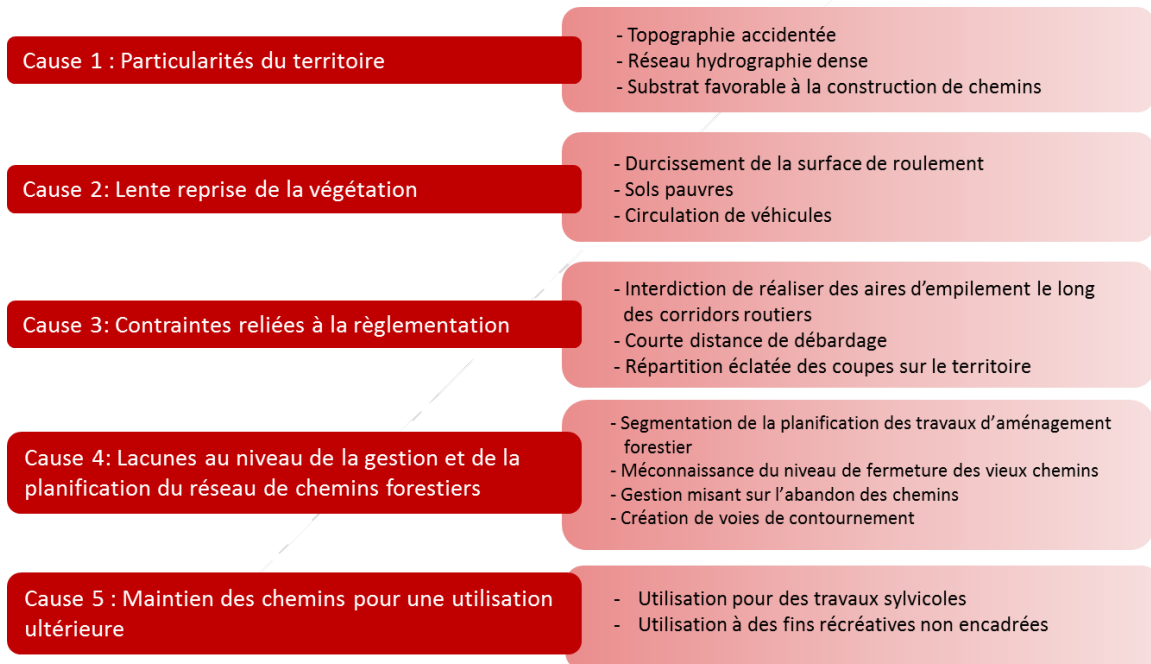 Cause 1 : Particularités du territoire
- Topographie accidentée
- Réseau hydrographie dense
- Substrat favorable à la construction de chemins
Cause 2: Lente reprise de la végétation
- Durcissement de la surface de roulement
- Sols pauvres
- Circulation de véhicules
Cause 3: Contraintes reliées à la règlementation
- Interdiction de réaliser des aires d’empilement le long
des corridors routiers
- Courte distance de débardage
- Répartition éclatée des coupes sur le territoire
Cause 4: Lacunes au niveau de la gestion et de la
planification du réseau de chemins forestiers
- Segmentation de la planification des travaux d’aménagement
forestier
- Méconnaissance du niveau de fermeture des vieux chemins
- Gestion misant sur l’abandon des chemins
- Création de voies de contournement
Cause 5 : Maintien des chemins pour une utilisation
ultérieure
- Utilisation pour des travaux sylvicoles
- Utilisation à des fins récréatives non encadrées